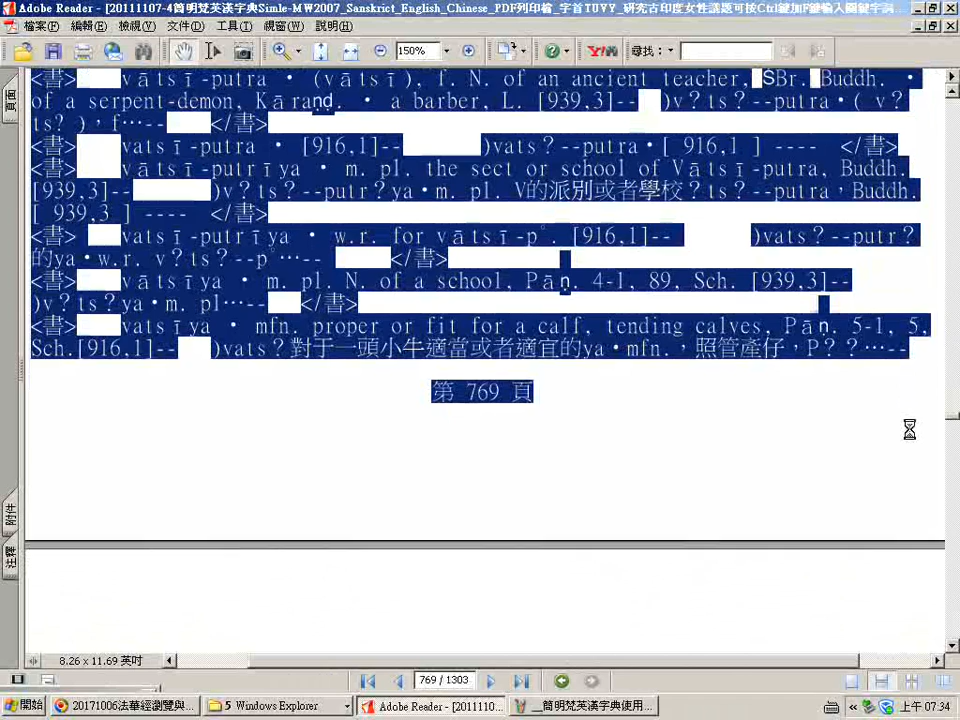 Adobe Reader - [20111107-4簡明梵英漢字典Simle-MW2007_Sanskrict_English_Chinese_PDF列印檔_字首TUVY_研究古印度女性議題可按Ctrl鍵加F鍵輸入關鍵字詞...
檔案(F) 編輯(E) 檢視(V) 文件(D) 工具(T) 視窗(W) 說明(H)
150% Y! 尋找：
頁面
<書> vātsī-putra • (vātsī), f. N. of an ancient teacher, ŚBr. Buddh. •
of a serpent-demon, Kāraṇḍ. • a barber, L. [939,3]-- )v?ts?--putra•( v?
ts? )，f…-- </書>
<書> vatsī-putra • [916,1]-- )vats?--putra•[ 916,1 ] ---- </書>
<書> vātsī-putrīya • m. pl. the sect or school of Vātsī-putra, Buddh.
[939,3]-- )v?ts?--putr?ya•m. pl. V的派別或者學校?ts?--putra，Buddh.
[ 939,3 ] ---- </書>
<書> vatsī-putrīya • w.r. for vātsī-p°. [916,1]-- )vats?--putr?
的ya•w.r. v?ts?--p°…-- </書>
<書> vātsīya • m. pl. N. of a school, Pāṇ. 4-1, 89, Sch. [939,3]--
)v?ts?ya•m. pl…-- </書>
<書> vatsīya • mfn. proper or fit for a calf, tending calves, Pāṇ. 5-1, 5,
Sch.[916,1]-- )vats?對于一頭小牛適當或者適宜的ya•mfn.，照管產仔，P??…--
第 769 頁
附件
注釋
8.26 x 11.69 英吋
769 / 1303
開始 20171006法華經瀏覽與... 5 Windows Explorer Adobe Reader - [2011110... __簡明梵英漢字典使用... 上午 07:34